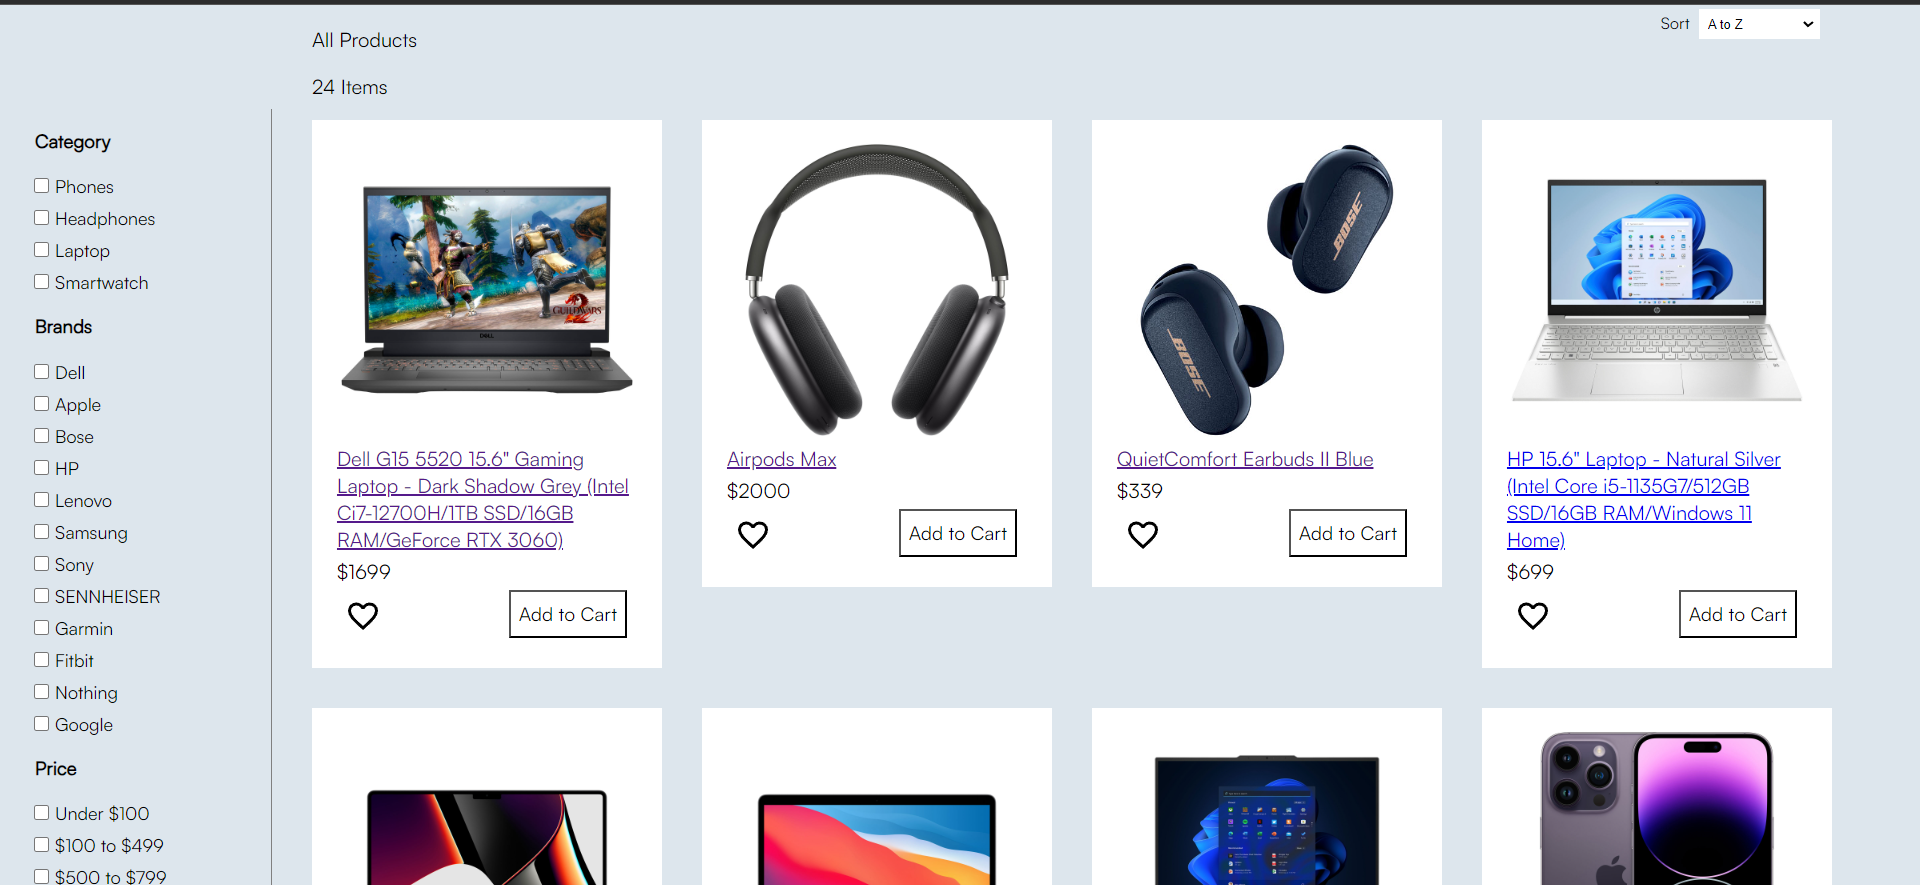 Sort A to Z
All Products
24 Items
Category
Phones
Headphones
Laptop
Smartwatch
Brands
Dell
Apple
Bose
HP
Lenovo
Samsung
Sony
SENNHEISER
Garmin
Fitbit
Nothing
Google
Price
Under $100
$100 to $499
$500 to $799
GUILDWARS
DELL
Dell G15 5520 15.6" Gaming
Laptop - Dark Shadow Grey (Intel
Ci7-12700H/1TB SSD/16GB
RAM/GeForce RTX 3060)
$1699
Add to Cart
Airpods Max
$2000
Add to Cart
BOSE
BOSE
QuietComfort Earbuds II Blue
$339
Add to Cart
HP 15.6" Laptop - Natural Silver
(Intel Core i5-1135G7/512GB
SSD/16GB RAM/Windows 11
Home)
$699
Add to Cart